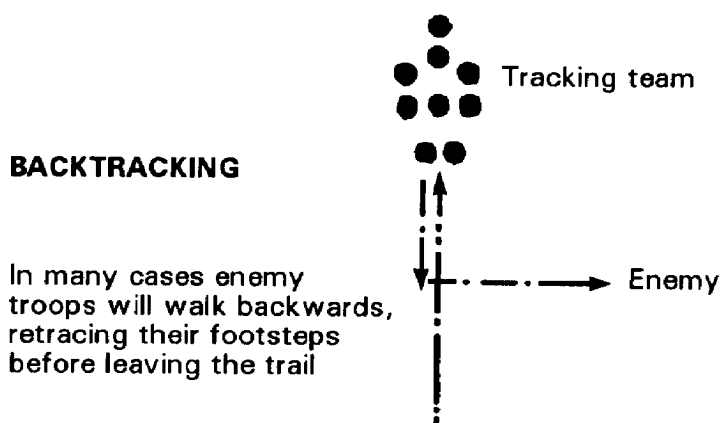 Tracking team
BACKTRACKING
In many cases enemy
troops will walk backwards,
retracing their footsteps
before leaving the trail
Enemy